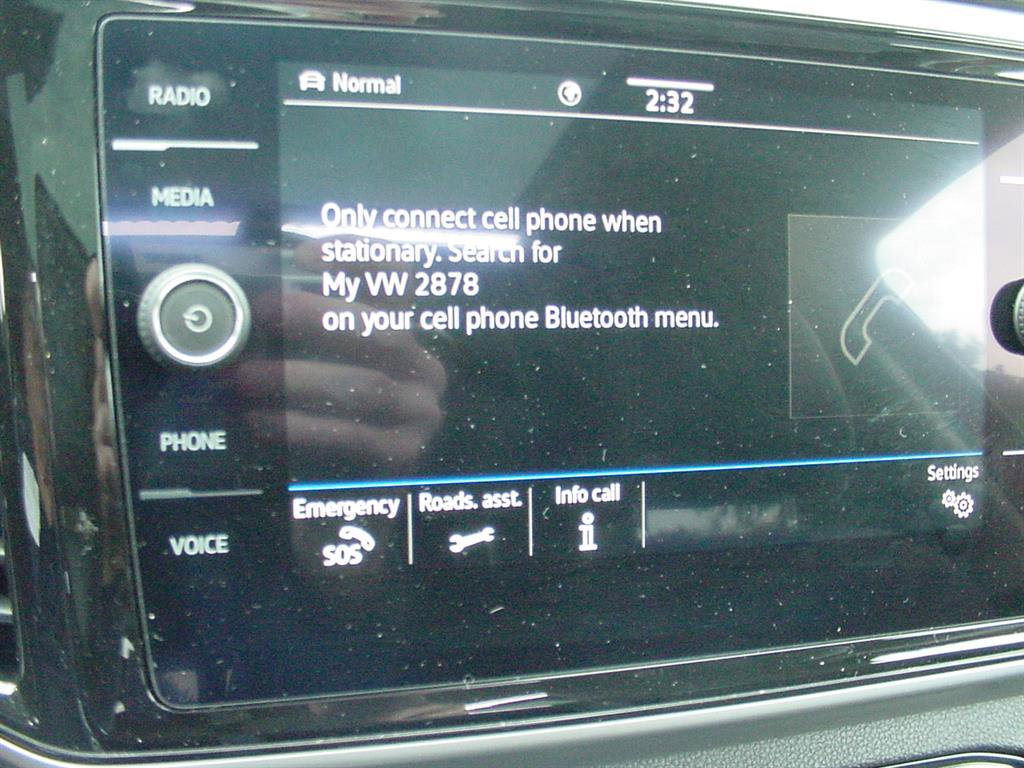 RADIO
Normal
2:32
MEDIA
Only connect cell phone when
stationary. Search for
My VW 2878
on your cell phone Bluetooth menu.
PHONE
VOICE
Emergency
SOS
Roads. asst.
Info call
i
Settings